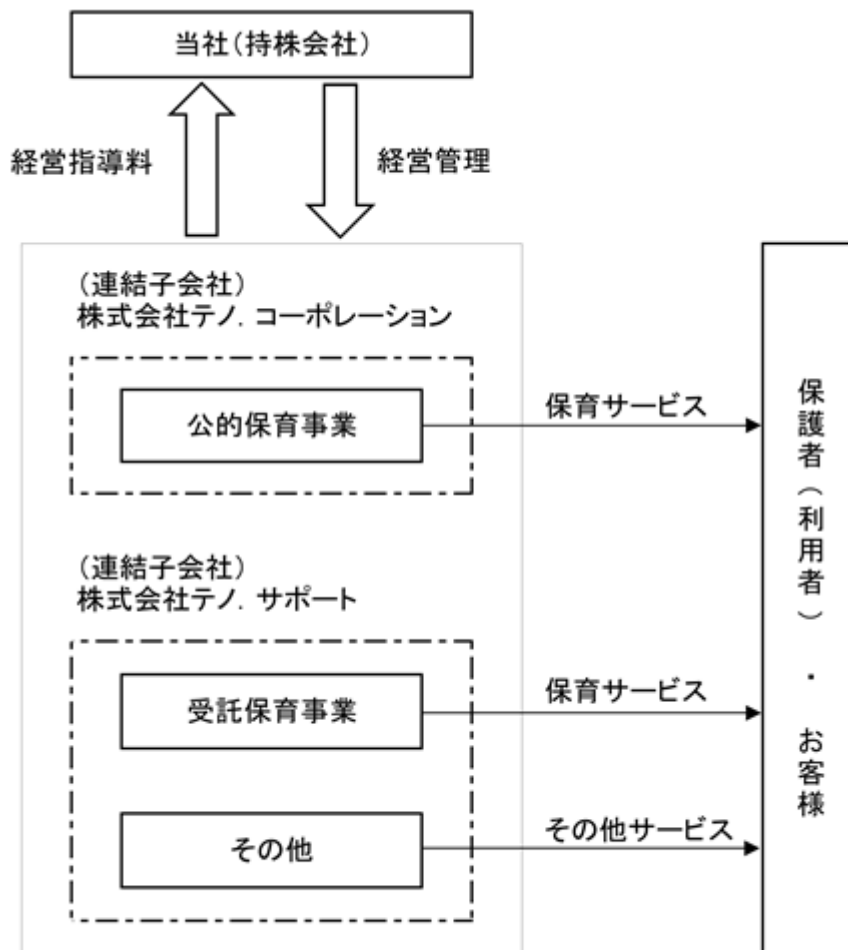 当社（持株会社）
経営指導料
経営管理
（連結子会社）
株式会社テノ．コーポレーション
公的保育事業
保育サービス
（連結子会社）
株式会社テノ．サポート
受託保育事業
保育サービス
その他
その他サービス
保護者（利用者）・お客様